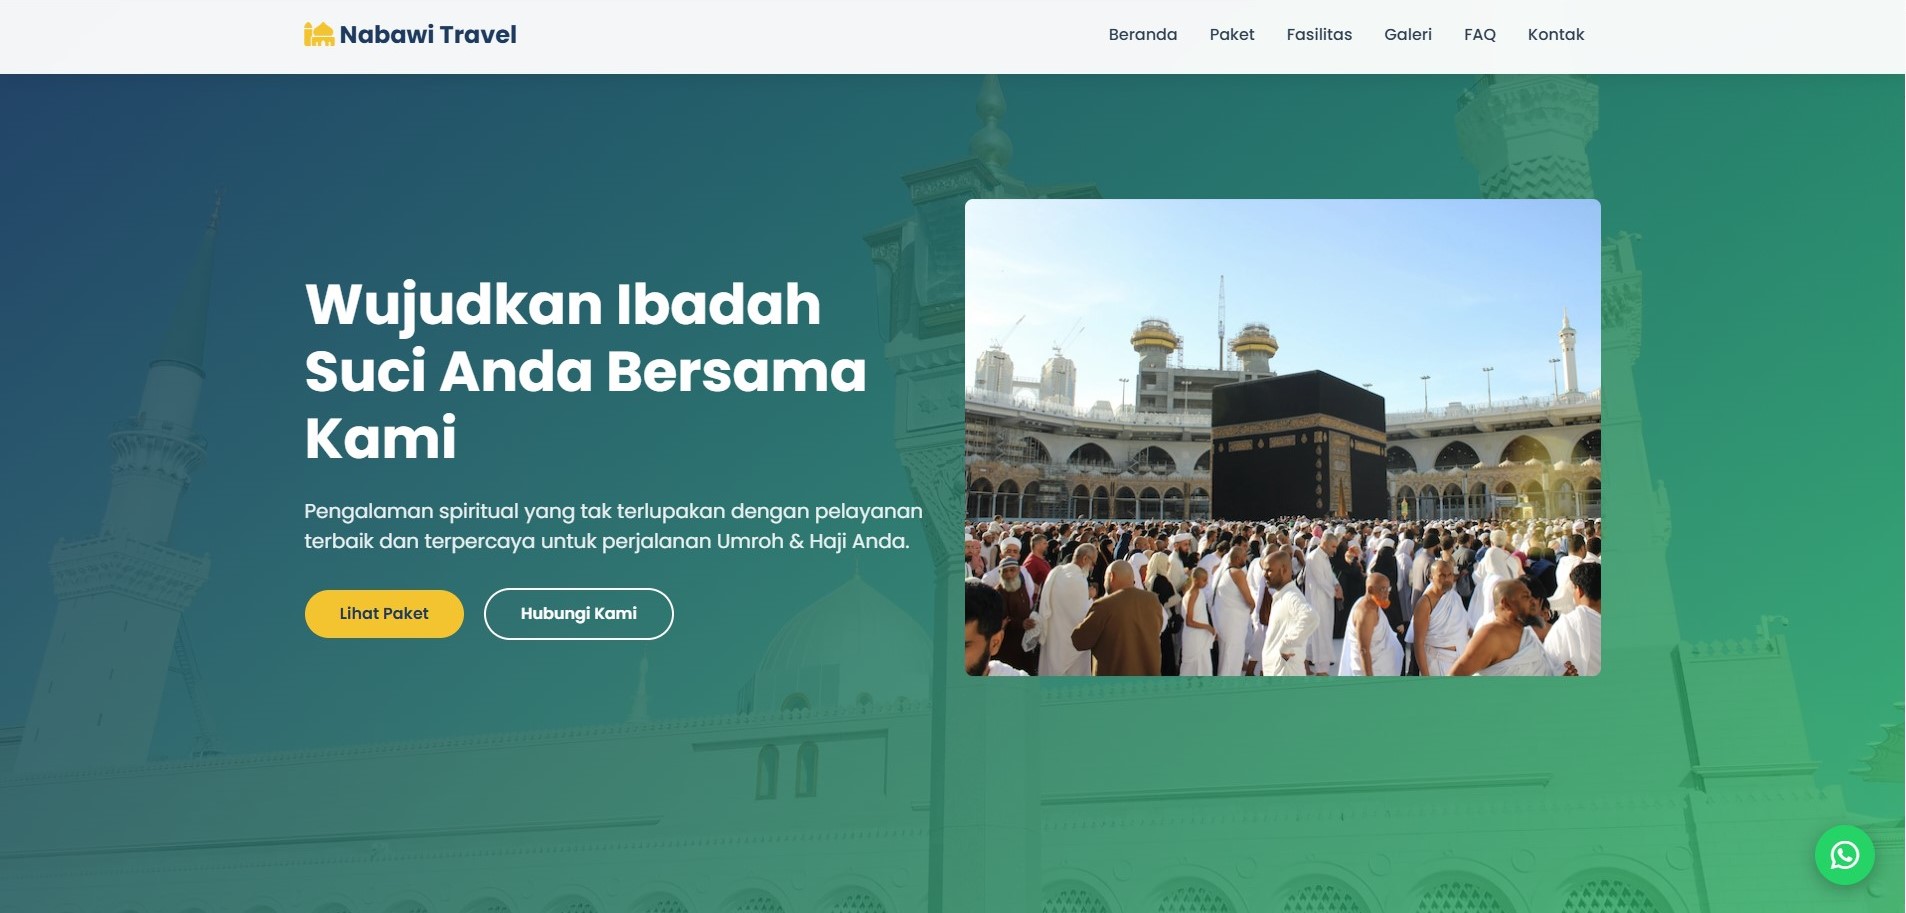 Nabawi Travel
Beranda Paket Fasilitas Galeri FAQ Kontak
Wujudkan Ibadah
Suci Anda Bersama
Kami
Pengalaman spiritual yang tak terlupakan dengan pelayanan
terbaik dan terpercaya untuk perjalanan Umroh & Haji Anda.
Lihat Paket
Hubungi Kami